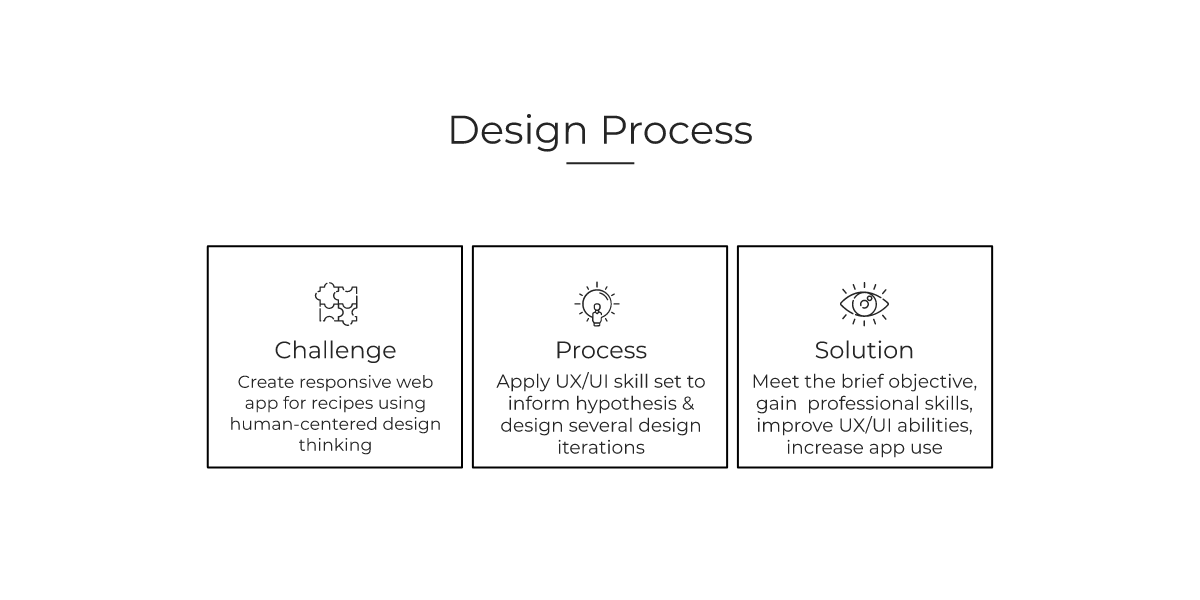 Design Process
Challenge
Create responsive web
app for recipes using
human-centered design
thinking
Process
Apply UX/UI skill set to
inform hypothesis &
design several design
iterations
Solution
Meet the brief objective,
gain  professional skills,
improve UX/UI abilities,
increase app use